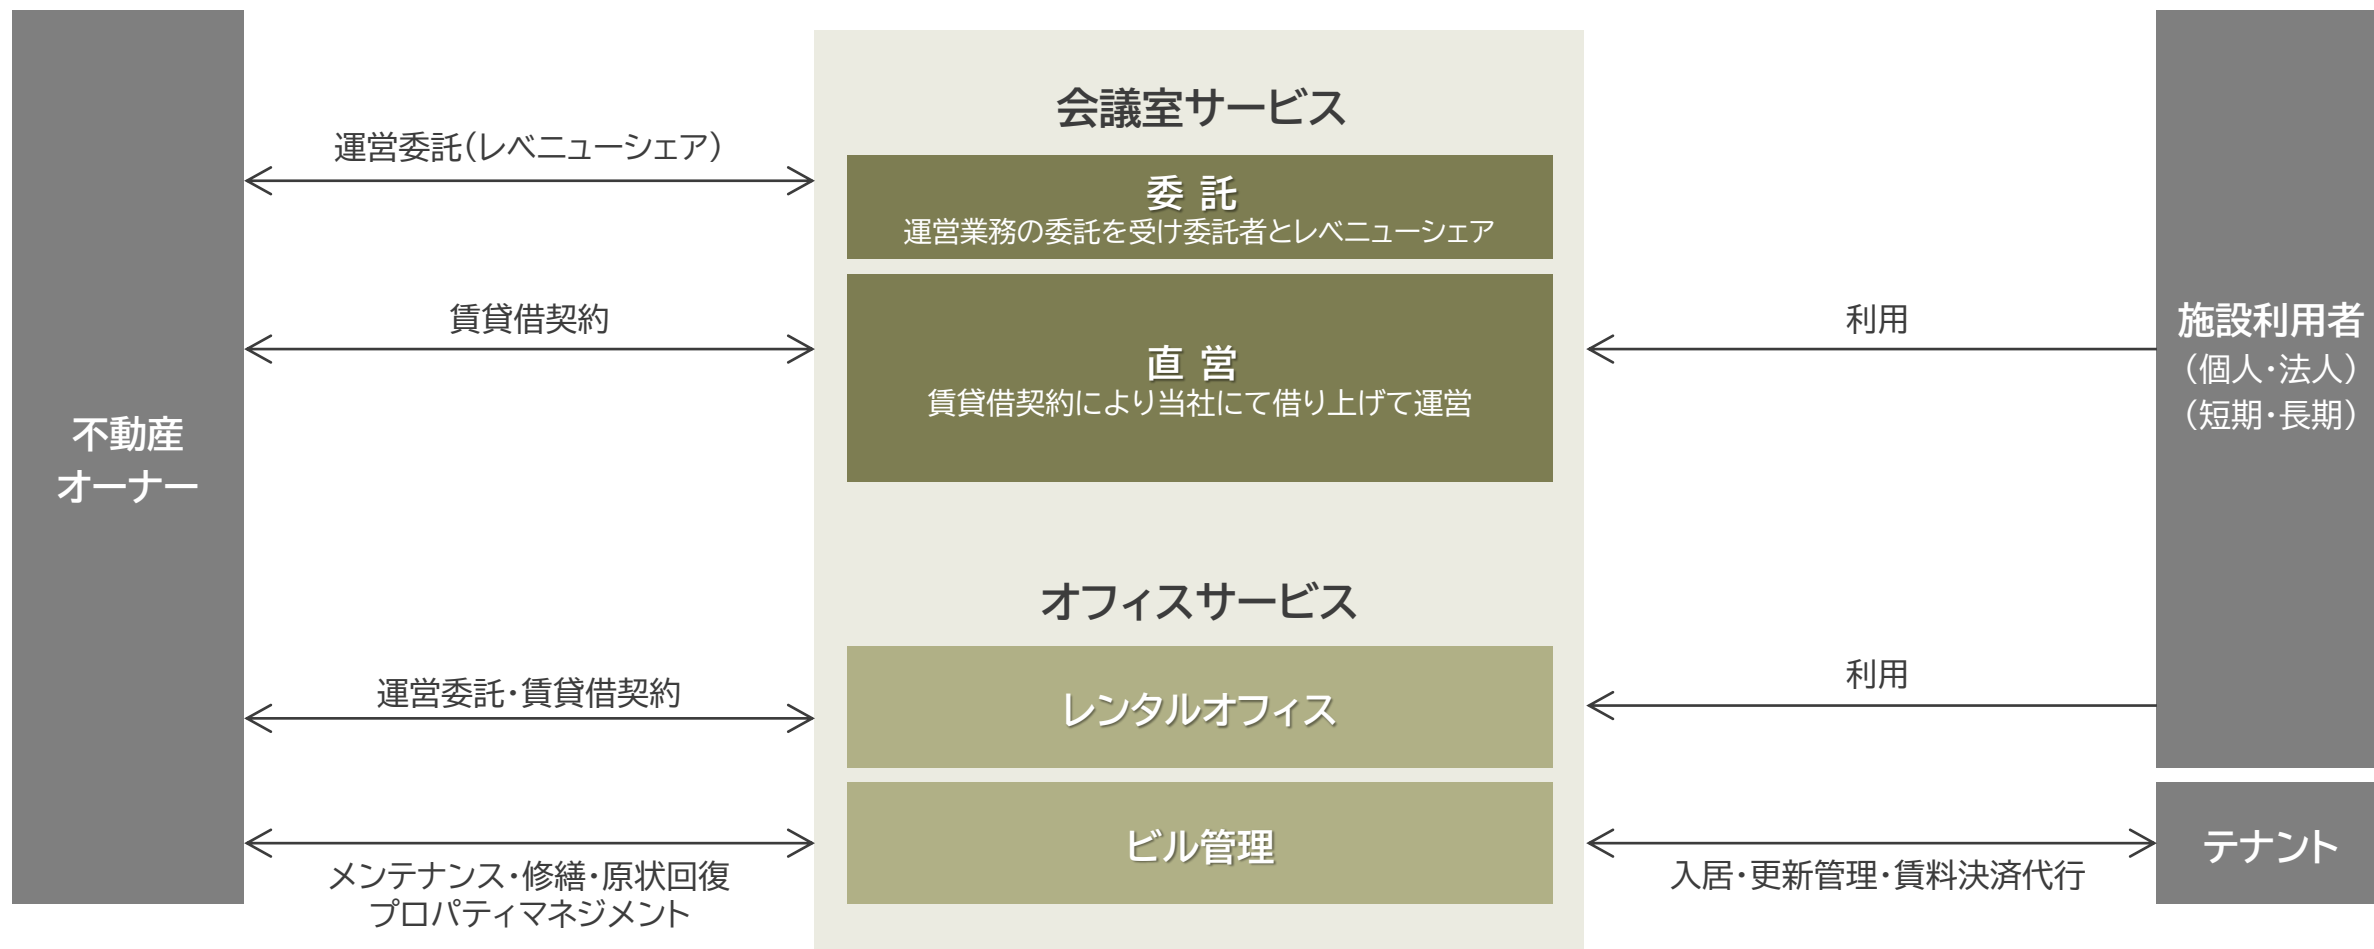 不動産
オーナー
運営委託(レベニューシェア)
賃貸借契約
運営委託・賃貸借契約
メンテナンス・修繕・原状回復
プロパティマネジメント
会議室サービス
委 託
運営業務の委託を受け委託者とレベニューシェア
直 営
賃貸借契約により当社にて借り上げて運営
オフィスサービス
レンタルオフィス
ビル管理
利用
利用
入居・更新管理・賃料決済代行
施設利用者
(個人・法人)
(短期・長期)
テナント